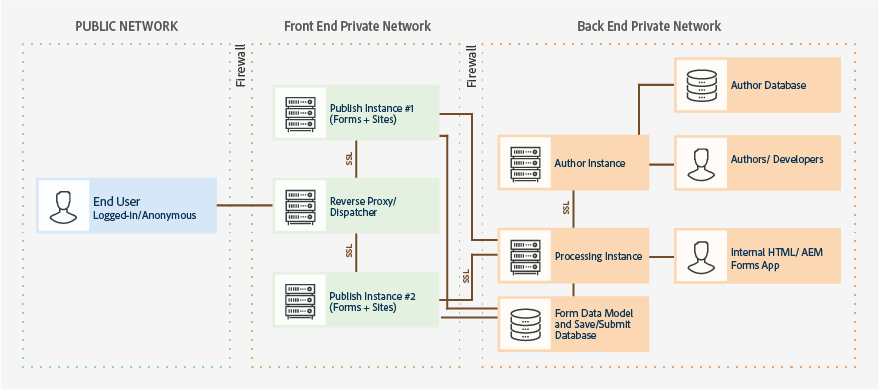 PUBLIC NETWORK
Front End Private Network
Back End Private Network
Firewall
Firewall
End User
Logged-in/Anonymous
Publish Instance #1
(Forms + Sites)
SSL
Reverse Proxy/
Dispatcher
SSL
Publish Instance #2
(Forms + Sites)
SSL
Author Instance
SSL
Processing Instance
Form Data Model
and Save/Submit
Database
Author Database
Authors/ Developers
Internal HTML/ AEM
Forms App